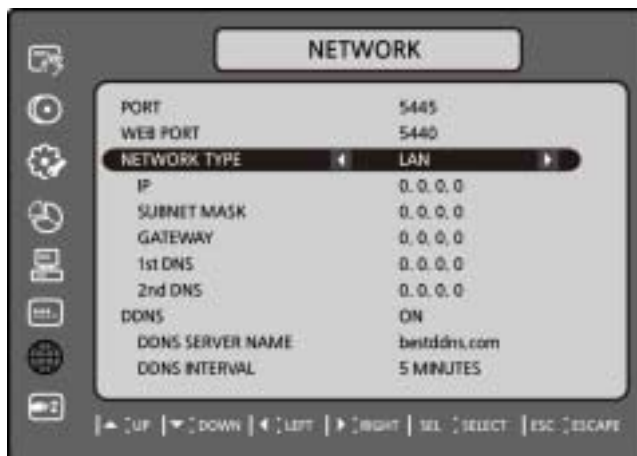 NETWORK
PORT 5445
WEB PORT 5440
NETWORK TYPE LAN
IP 0. 0. 0. 0
SUBNET MASK 0. 0. 0. 0
GATEWAY 0. 0. 0. 0
1st DNS 0. 0. 0. 0
2nd DNS 0. 0. 0. 0
DDNS ON
DDNS SERVER NAME bestddns.com
DDNS INTERVAL 5 MINUTES
UP DOWN LEFT RIGHT SEL SELECT ESC ESCAPE